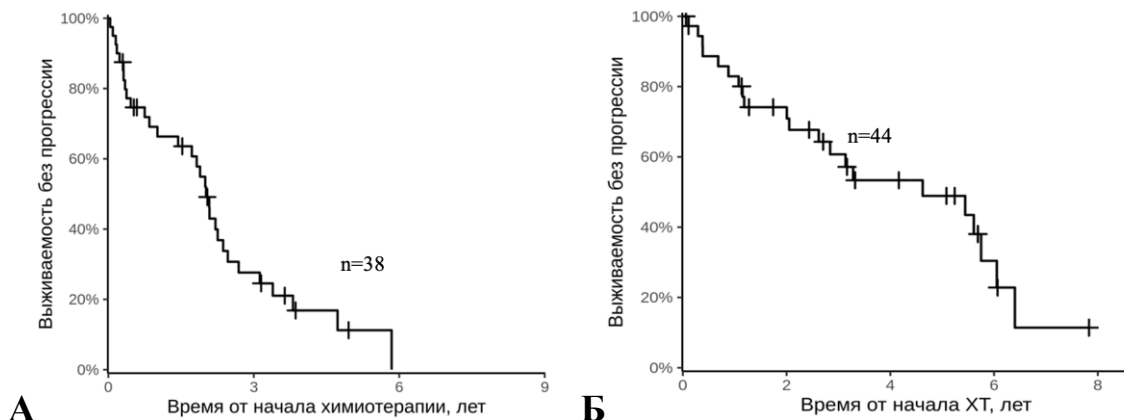 100%
80%
60%
40%
20%
0%
Выживаемость без прогрессии
n=38
0 3 6 9
Время от начала химиотерапии, лет
А
100%
80%
60%
40%
20%
0%
Выживаемость без прогрессии
n=44
0 2 4 6 8
Время от начала ХТ, лет
Б